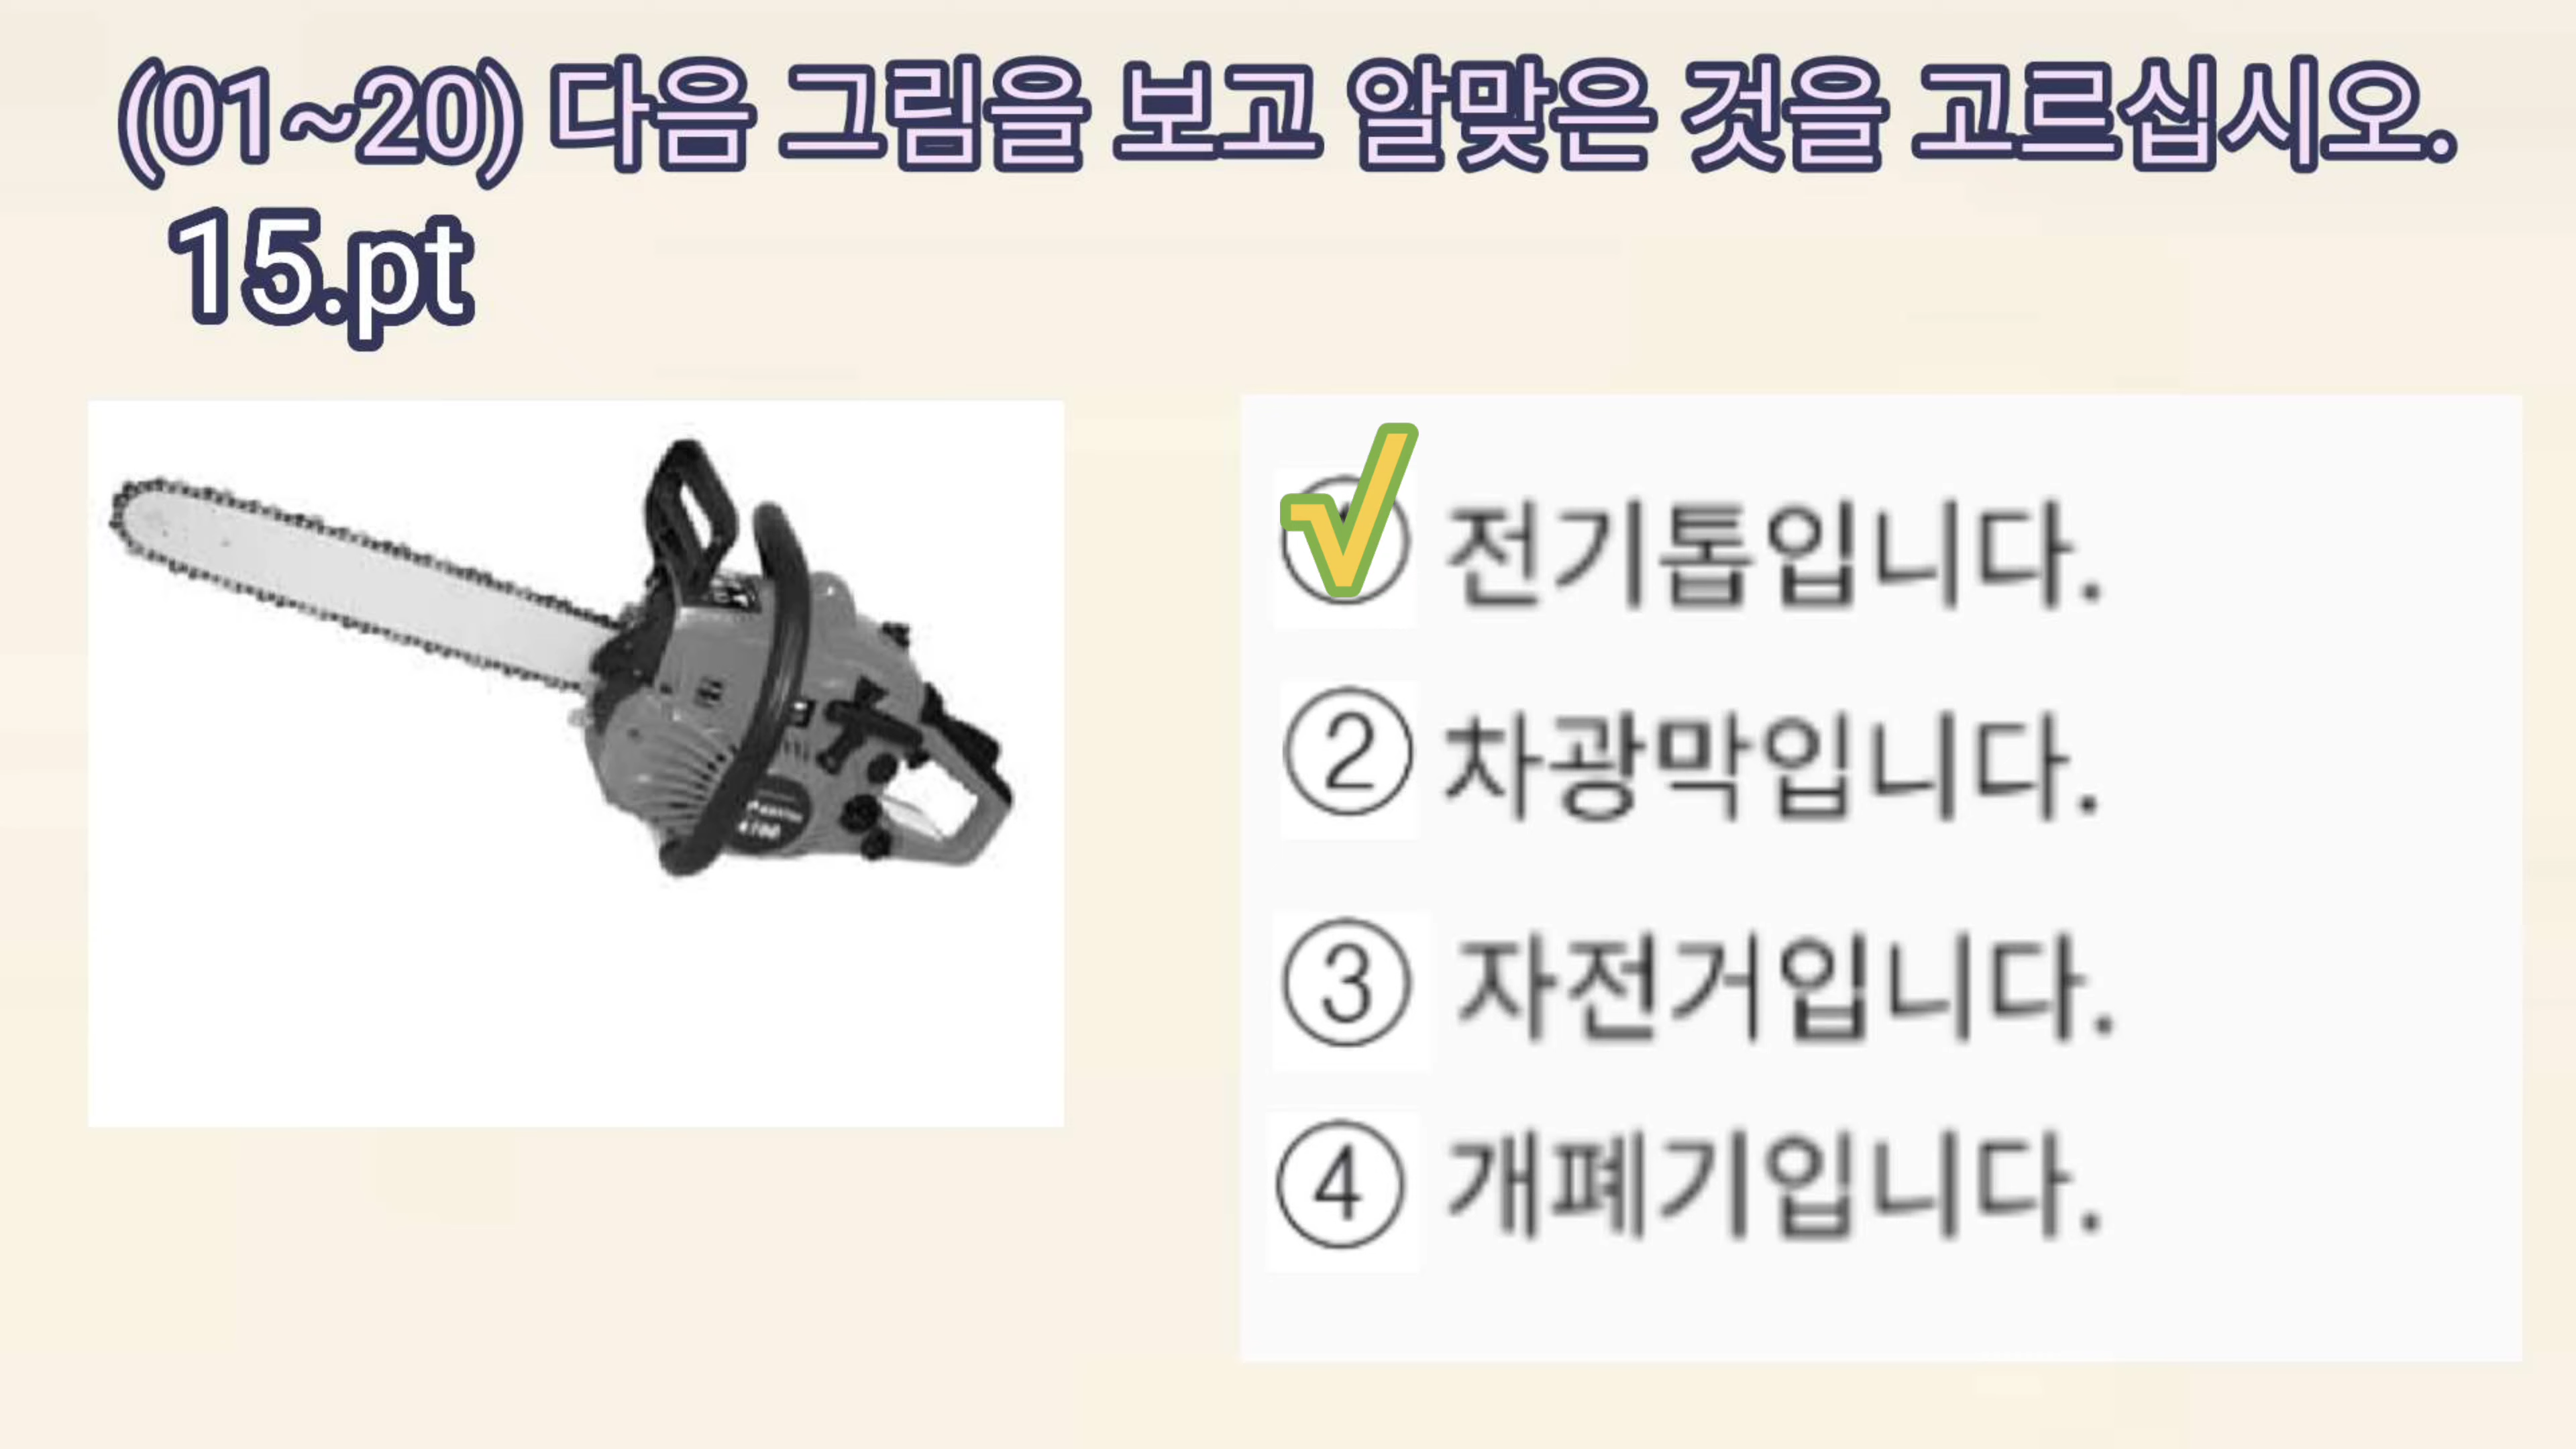 (01~20) 다음 그림을 보고 알맞은 것을 고르십시오.
15.pt
전기톱입니다.
② 차광막입니다.
③ 자전거입니다.
④ 개폐기입니다.